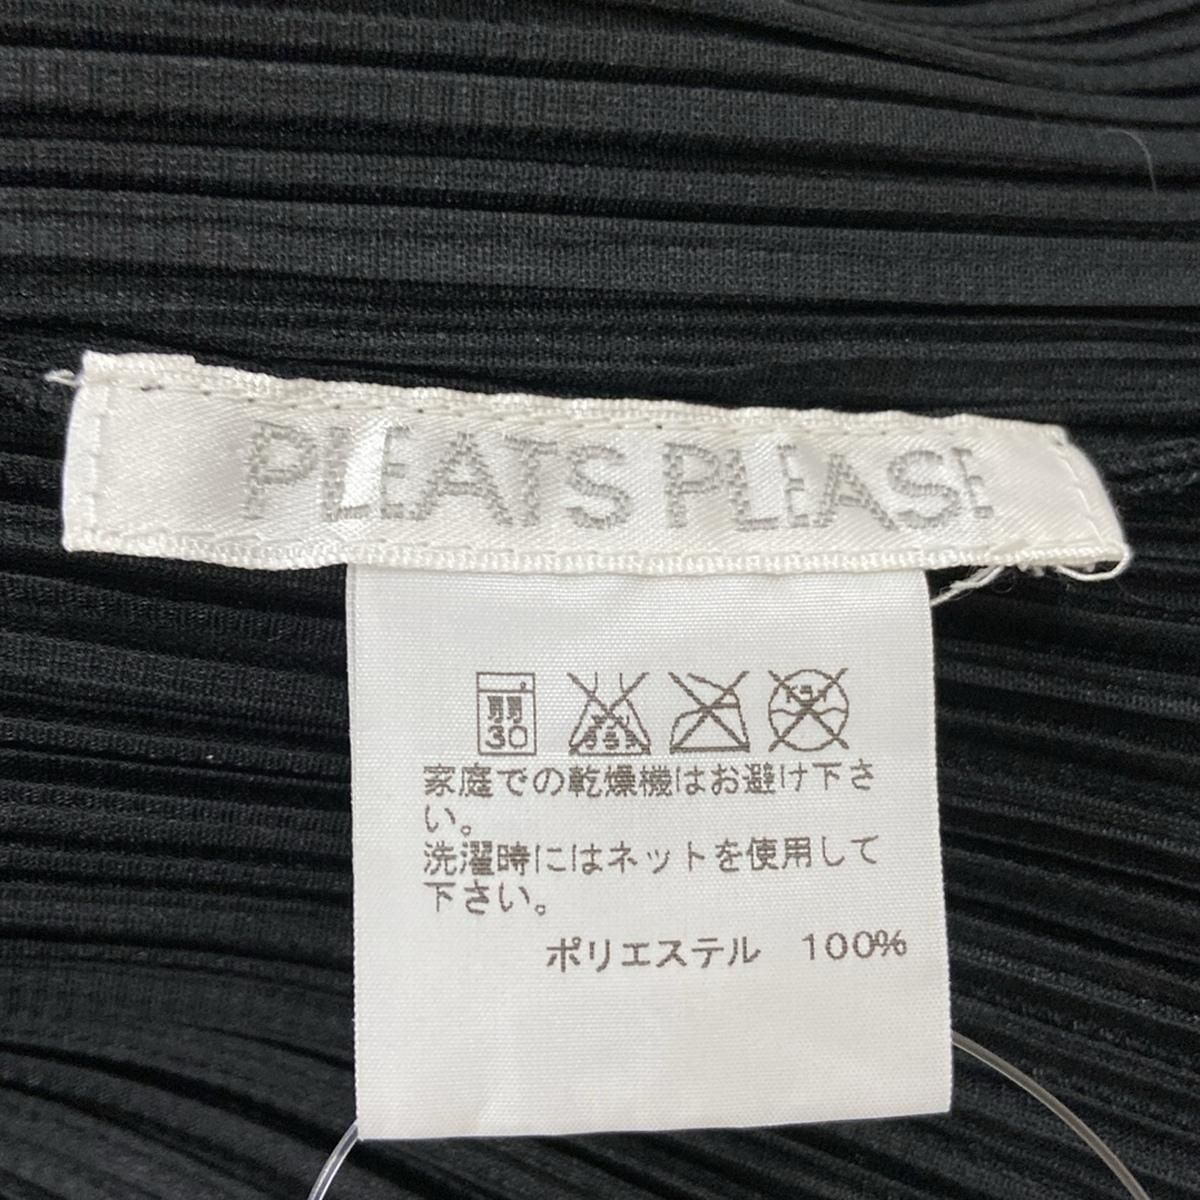 PLEATS PLEASE
弱
30
家庭での乾燥機はお避け下さ
い。
洗濯時にはネットを使用して
下さい。
ポリエステル 100%